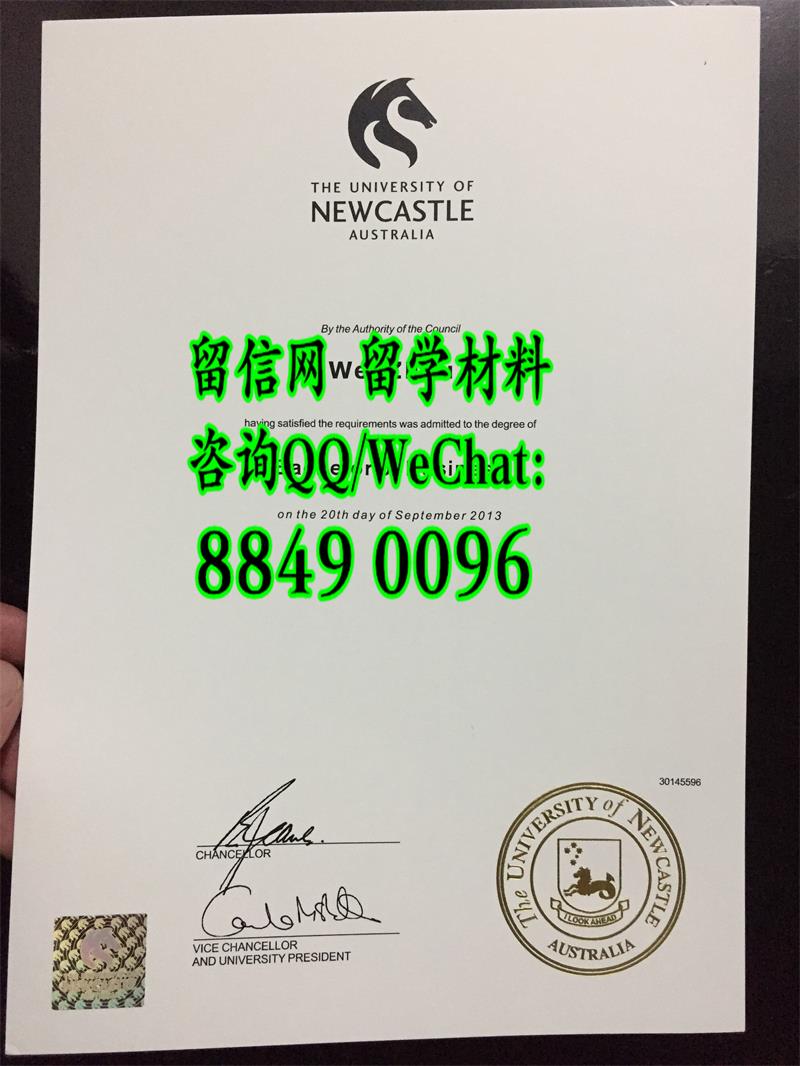 THE UNIVERSITY OF
NEWCASTLE
AUSTRALIA
By the Authority of the Council
留信网 留学材料
having satisfied the requirements was admitted to the degree of
咨询QQ/WeChat:
on the 20th day of September 2013
8849 0096
30145596
CHANCELLOR
VICE CHANCELLOR
AND UNIVERSITY PRESIDENT
The UNIVERSITY of NEWCASTLE
I LOOK AHEAD
AUSTRALIA